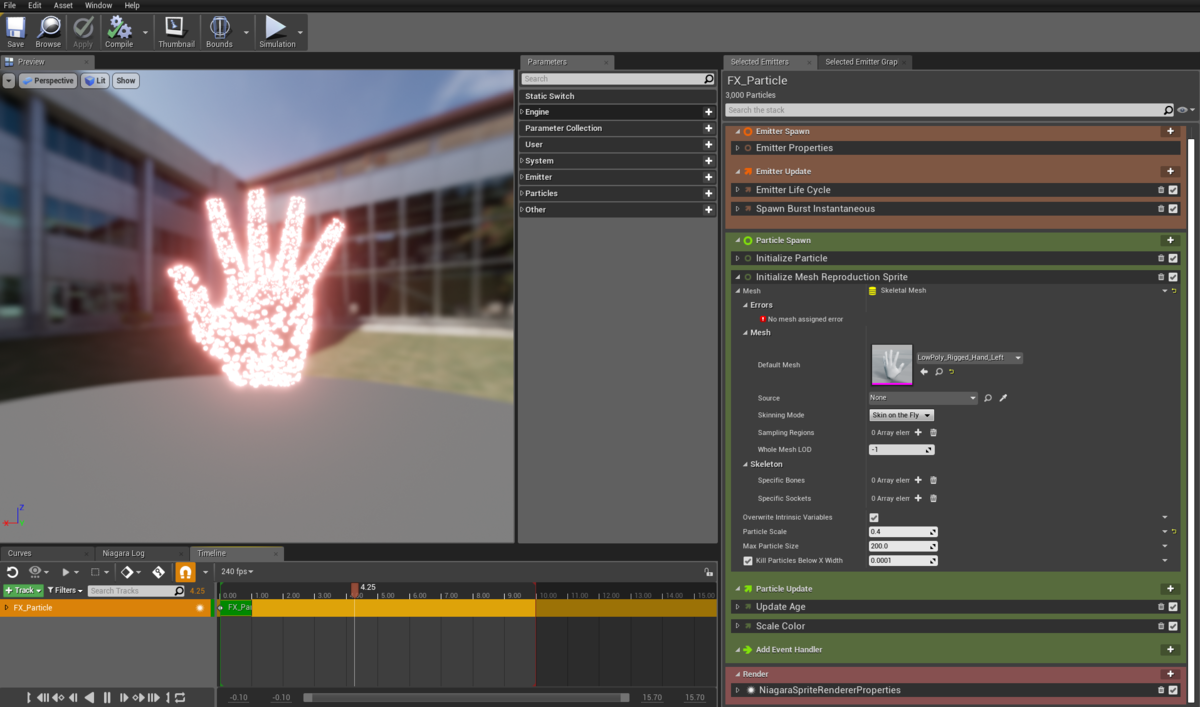 File Edit Asset Window Help
Save Browse Apply Compile Thumbnail Bounds Simulation
Preview
Perspective Lit Show
Z
Curves Niagara Log Timeline
240 fps
Track Filters Search Tracks 4.25
4.25
0.00 1.00 2.00 3.00 5.00 6.00 7.00 8.00 9.00 10.00 11.00 12.00 13.00 14.00 15.00
FX_Particle
-0.10 -0.10 15.70 15.70
Parameters
Search
Static Switch
Engine
Parameter Collection
User
System
Emitter
Particles
Other
Selected Emitters Selected Emitter Grap
FX_Particle
3,000 Particles
Search the stack
Emitter Spawn
Emitter Properties
Emitter Update
Emitter Life Cycle
Spawn Burst Instantaneous
Particle Spawn
Initialize Particle
Initialize Mesh Reproduction Sprite
Mesh Skeletal Mesh
Errors
No mesh assigned error
Mesh
Default Mesh LowPoly_Rigged_Hand_Left
Source None
Skinning Mode Skin on the Fly
Sampling Regions 0 Array elem
Whole Mesh LOD -1
Skeleton
Specific Bones 0 Array elem
Specific Sockets 0 Array elem
Overwrite Intrinsic Variables
Particle Scale 0.4
Max Particle Size 200.0
Kill Particles Below X Width 0.0001
Particle Update
Update Age
Scale Color
Add Event Handler
Render
NiagaraSpriteRendererProperties